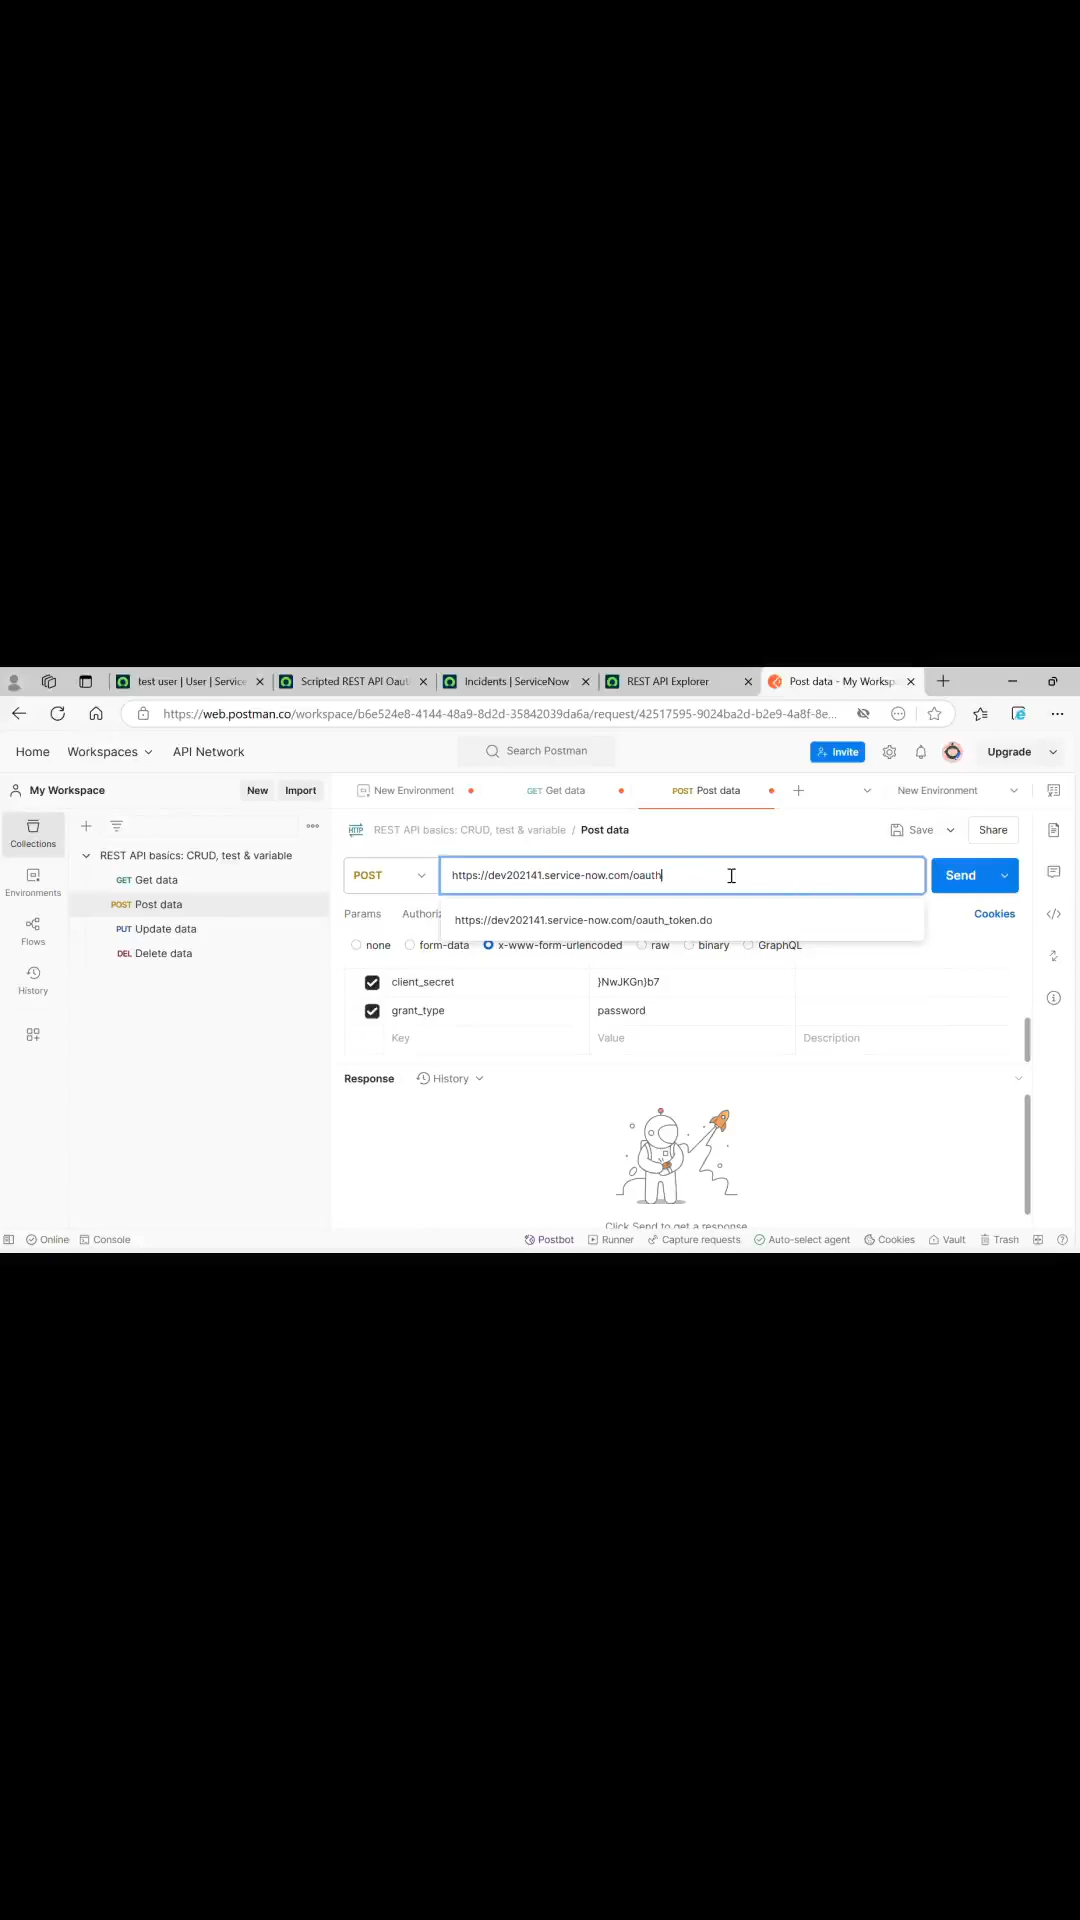 test user | User | Service
Scripted REST API Oaut
Incidents | ServiceNow
REST API Explorer
Post data - My Worksp
https://web.postman.co/workspace/b6e524e8-4144-48a9-8d2d-35842039da6a/request/42517595-9024ba2d-b2e9-4a8f-8e...
Home
Workspaces
API Network
Search Postman
Invite
Upgrade
My Workspace
New
Import
New Environment
GET Get data
POST Post data
New Environment
Collections
Environments
Flows
History
REST API basics: CRUD, test & variable
GET Get data
POST Post data
PUT Update data
DEL Delete data
HTTP
REST API basics: CRUD, test & variable / Post data
Save
Share
POST
https://dev202141.service-now.com/oauth
Send
Params
Authoriz
https://dev202141.service-now.com/oauth_token.do
Cookies
none
form-data
x-www-form-urlencoded
raw
binary
GraphQL
client_secret
}NwJKGn}b7
grant_type
password
Key
Value
Description
Response
History
Click Send to get a response
Online
Console
Postbot
Runner
Capture requests
Auto-select agent
Cookies
Vault
Trash